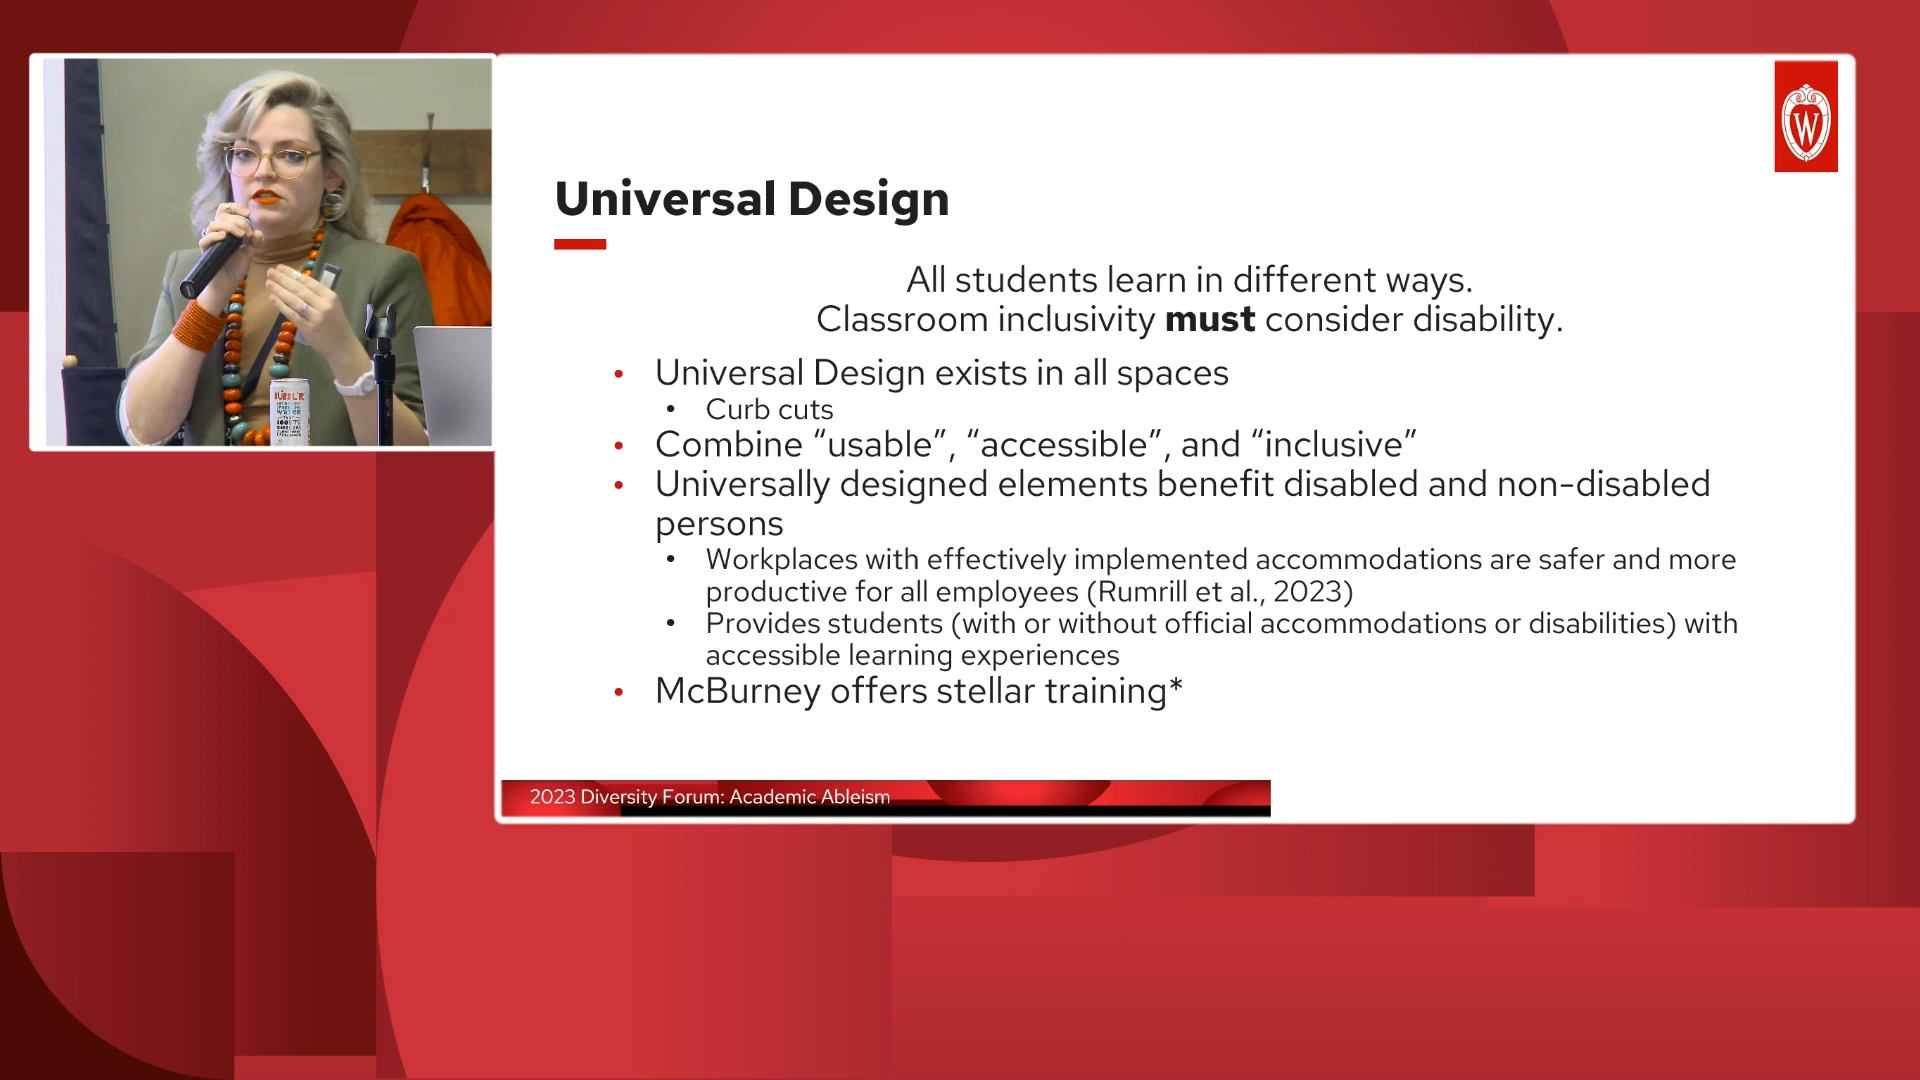 W
Universal Design
All students learn in different ways.
Classroom inclusivity must consider disability.
• Universal Design exists in all spaces
• Curb cuts
• Combine “usable”, “accessible”, and “inclusive”
• Universally designed elements benefit disabled and non-disabled
persons
• Workplaces with effectively implemented accommodations are safer and more
productive for all employees (Rumrill et al., 2023)
• Provides students (with or without official accommodations or disabilities) with
accessible learning experiences
• McBurney offers stellar training*
2023 Diversity Forum: Academic Ableism